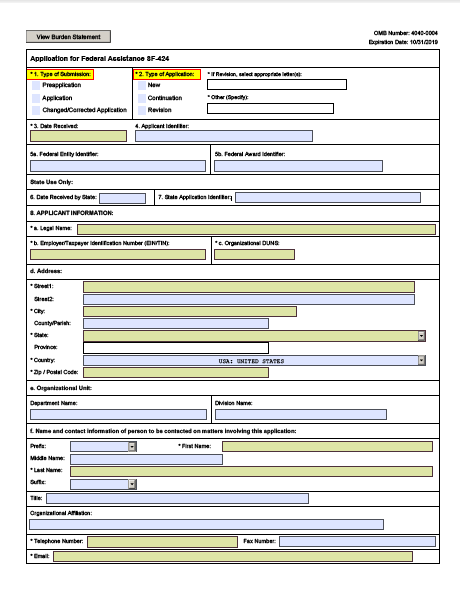 View Burden Statement
OMB Number: 4040-0004
Expiration Date: 10/31/2019
Application for Federal Assistance SF-424
* 1. Type of Submission:
* 2. Type of Application:
* If Revision, select appropriate letter(s):
Preapplication
New
Application
Continuation
* Other (Specify):
Changed/Corrected Application
Revision
* 3. Date Received:
4. Applicant Identifier:
5a. Federal Entity Identifier:
5b. Federal Award Identifier:
State Use Only:
6. Date Received by State:
7. State Application Identifier:
8. APPLICANT INFORMATION:
* a. Legal Name:
* b. Employer/Taxpayer Identification Number (EIN/TIN):
* c. Organizational DUNS:
d. Address:
* Street1:
Street2:
* City:
County/Parish:
* State:
Province:
* Country:
USA: UNITED STATES
* Zip / Postal Code:
e. Organizational Unit:
Department Name:
Division Name:
f. Name and contact information of person to be contacted on matters involving this application:
Prefix:
* First Name:
Middle Name:
* Last Name:
Suffix:
Title:
Organizational Affiliation:
* Telephone Number:
Fax Number:
* Email: